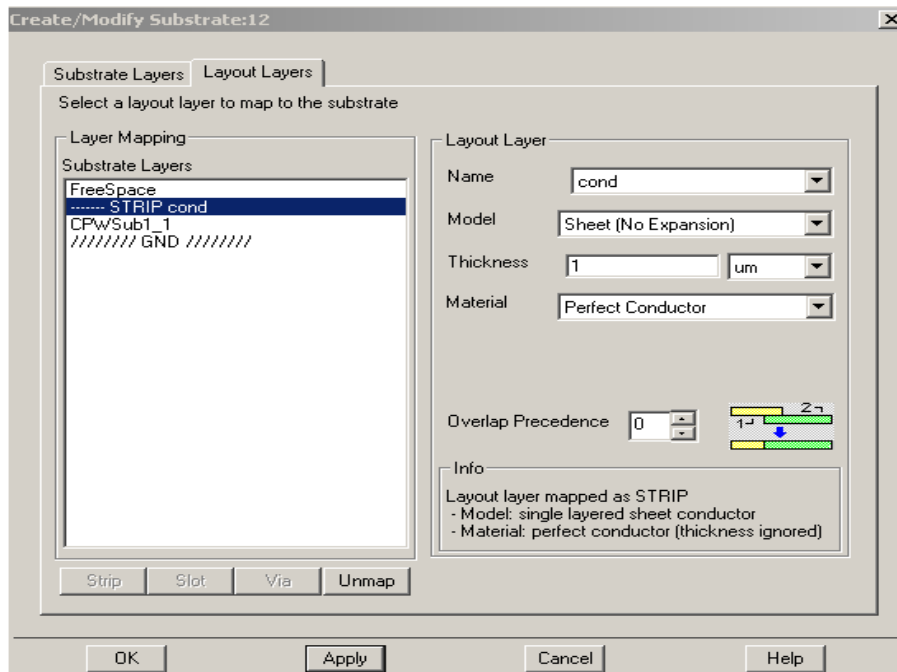 Create/Modify Substrate:12
Substrate Layers
Layout Layers
Select a layout layer to map to the substrate
Layer Mapping
Substrate Layers
FreeSpace
------- STRIP cond
CPWSub1_1
//////// GND ////////
Strip
Slot
Via
Unmap
Layout Layer
Name
cond
Model
Sheet (No Expansion)
Thickness
1
um
Material
Perfect Conductor
Overlap Precedence
0
1
2
Info
Layout layer mapped as STRIP
- Model: single layered sheet conductor
- Material: perfect conductor (thickness ignored)
OK
Apply
Cancel
Help